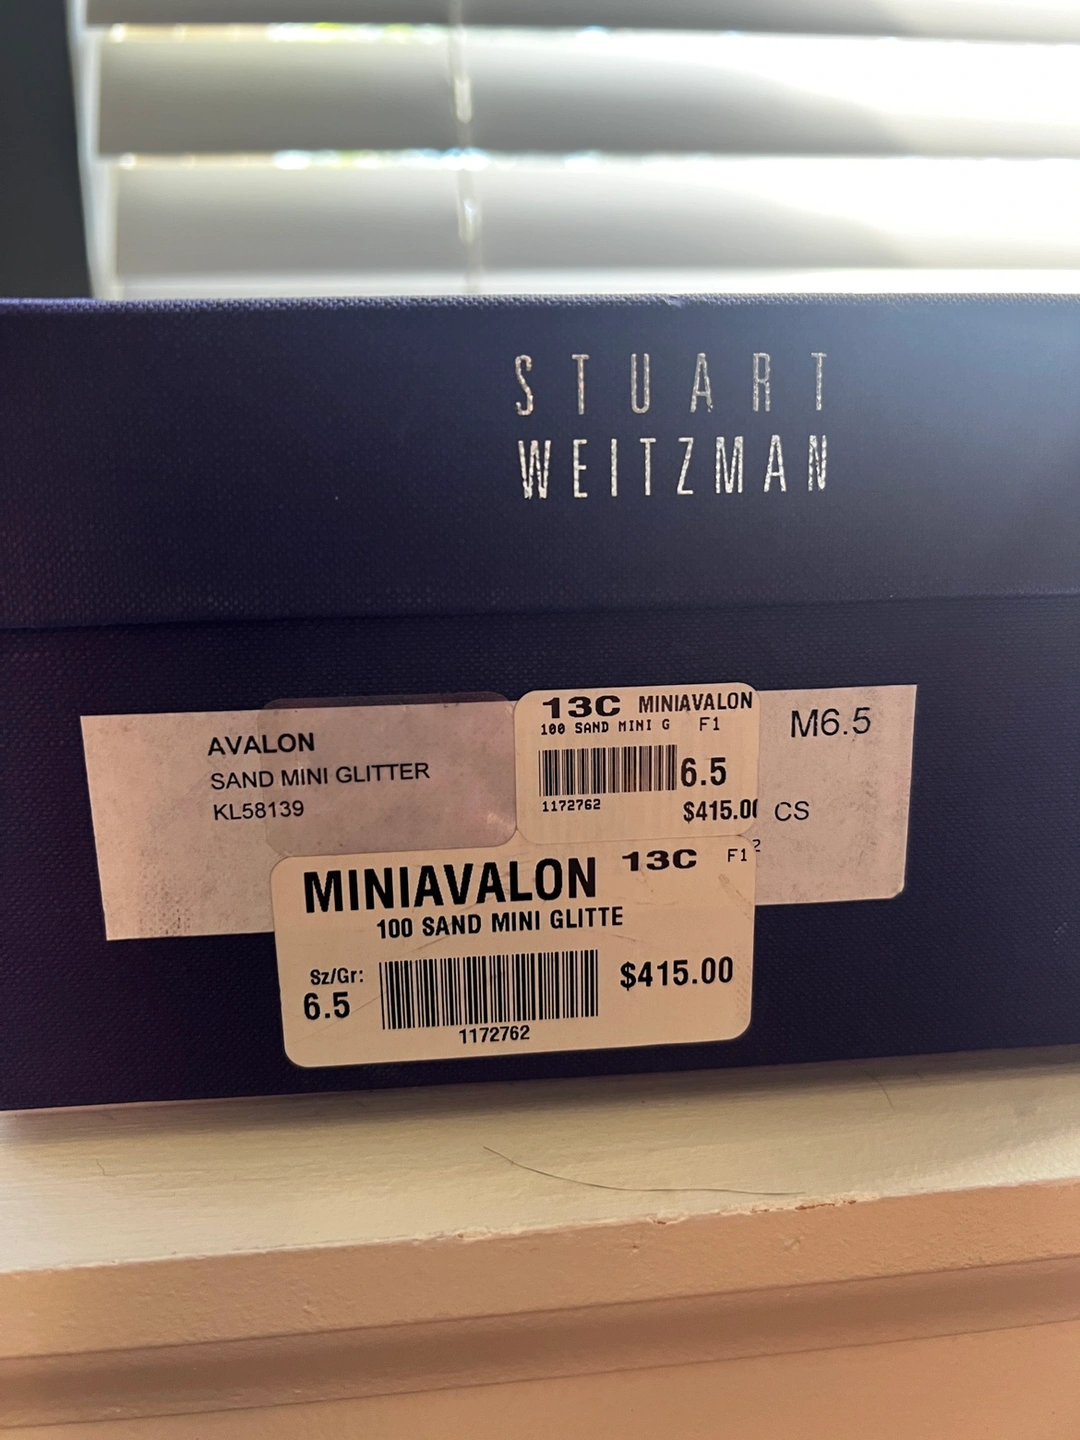 STUART
WEITZMAN
AVALON
SAND MINI GLITTER
KL58139
13C MINIAVALON
100 SAND MINI G F1
6.5
1172762
$415.00
M6.5
CS
MINIAVALON 13C F1
100 SAND MINI GLITTE
Sz/Gr:
6.5
$415.00
1172762